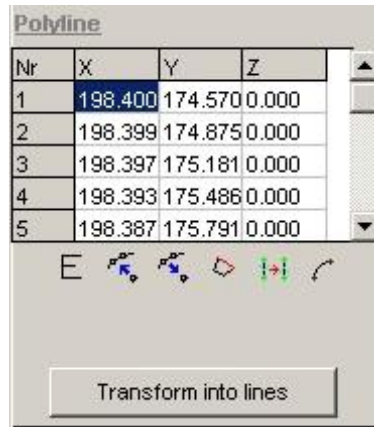 Polyline
Nr X Y Z
1 198.400 174.570 0.000
2 198.399 174.875 0.000
3 198.397 175.181 0.000
4 198.393 175.486 0.000
5 198.387 175.791 0.000
E
Transform into lines